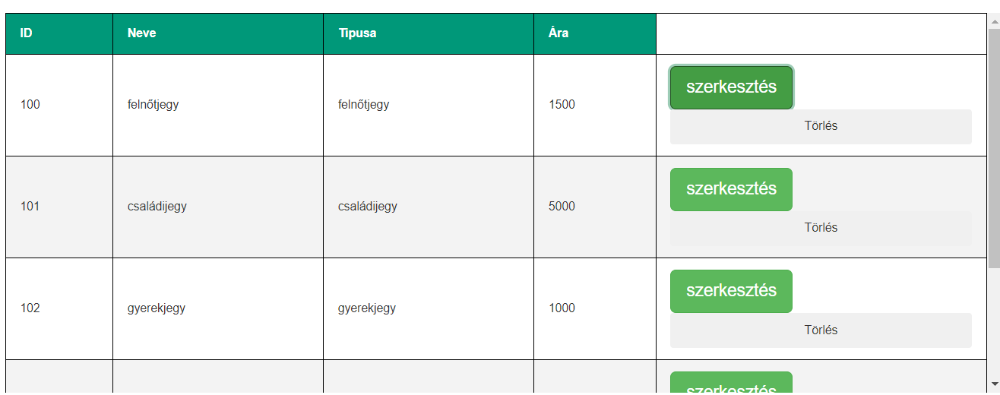 ID Neve Tipusa Ára
100 felnőtjegy felnőtjegy 1500 szerkesztés
Törlés
101 családijegy családijegy 5000 szerkesztés
Törlés
102 gyerekjegy gyerekjegy 1000 szerkesztés
Törlés
szerkesztés